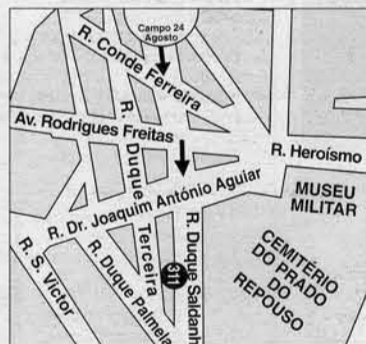 Campo 24
Agosto
R. Conde Ferreira
Av. Rodrigues Freitas
R. Duque Terceira
R. Heroísmo
R. Dr. Joaquim António Aguiar
MUSEU
MILITAR
CEMITÉRIO
DO PRADO
DO
REPOUSO
R. S. Victor
R. Duque Palmela
311
R. Duque Saldanh